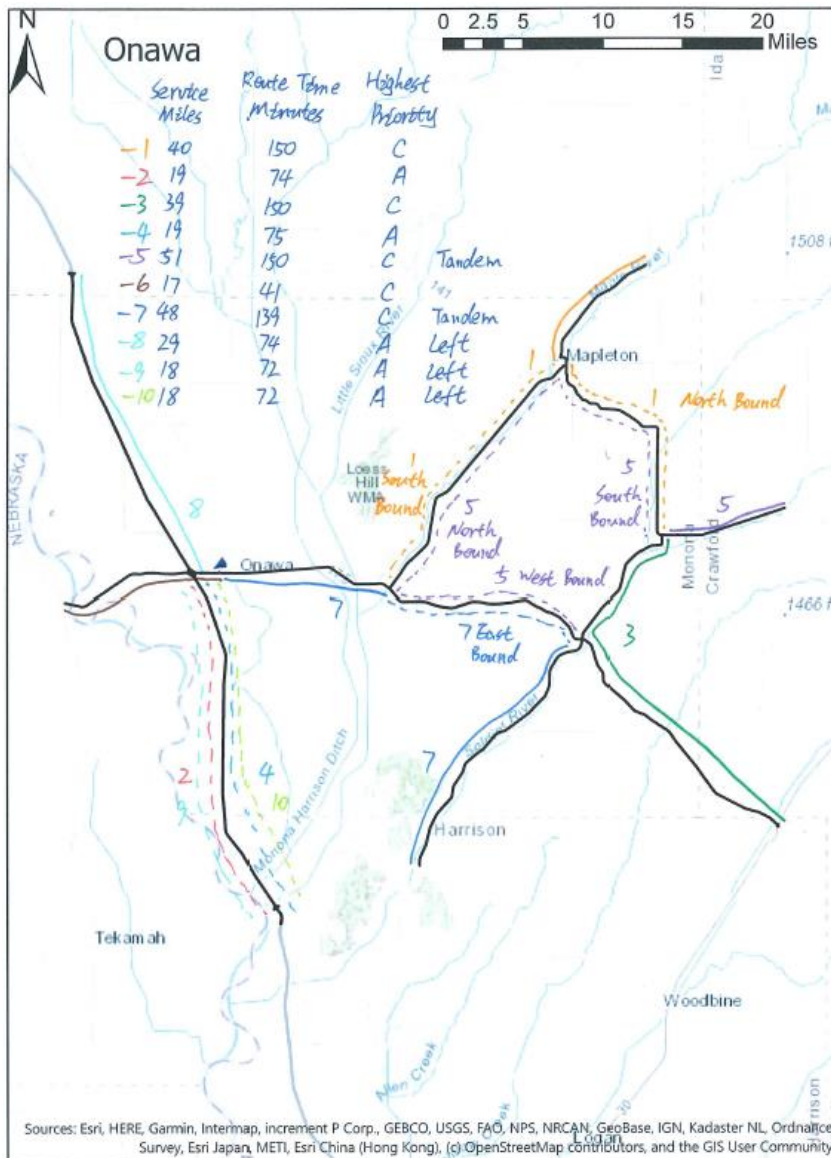 N
Onawa
0 2.5 5 10 15 20
Miles
Ida
Service Miles Route Time Minutes Highest Priority
-1 40 150 C
-2 19 74 A
-3 39 150 C
-4 19 75 A
-5 51 150 C Tandem
-6 17 41 C
-7 48 139 C Tandem
-8 29 74 A Left
-9 18 72 A Left
-10 18 72 A Left
1508 f
141
Maple River
Little Sioux River
1 Mapleton
1 North Bound
1
South Bound
Loess Hill WMA
5
North Bound
5
South Bound
5
NEBRASKA
8
Onawa
Monona
Crawford
5 West Bound
7
7 East Bound
3
1466 f
Soldier River
2
9
4
10
7
Monona Harrison Ditch
Harrison
Tekamah
Woodbine
Allen Creek
Creek
30
Logan
Harrison
Sources: Esri, HERE, Garmin, Intermap, increment P Corp., GEBCO, USGS, FAO, NPS, NRCAN, GeoBase, IGN, Kadaster NL, Ordnance
Survey, Esri Japan, METI, Esri China (Hong Kong), (c) OpenStreetMap contributors, and the GIS User Community